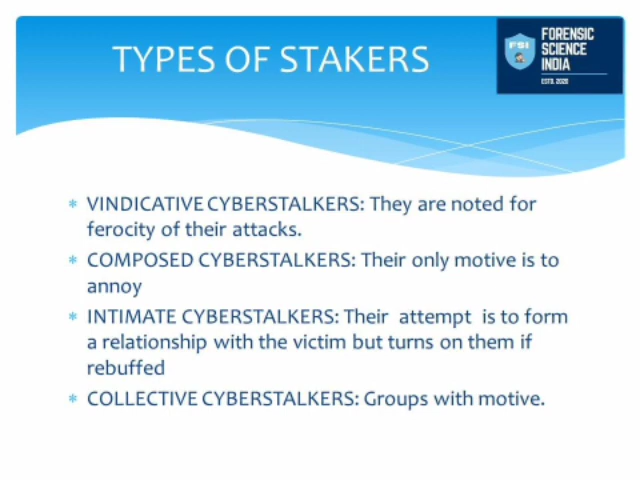 TYPES OF STAKERS
FSI
FORENSIC
SCIENCE
INDIA
ESTD. 2020
VINDICATIVE CYBERSTALKERS: They are noted for
ferocity of their attacks.
COMPOSED CYBERSTALKERS: Their only motive is to
annoy
INTIMATE CYBERSTALKERS: Their attempt is to form
a relationship with the victim but turns on them if
rebuffed
COLLECTIVE CYBERSTALKERS: Groups with motive.